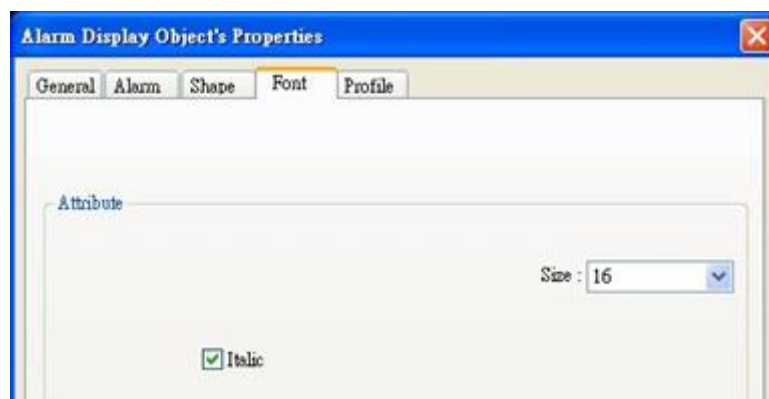 Alarm Display Object's Properties
General Alarm Shape Font Profile
Attribute
Size : 16
Italic